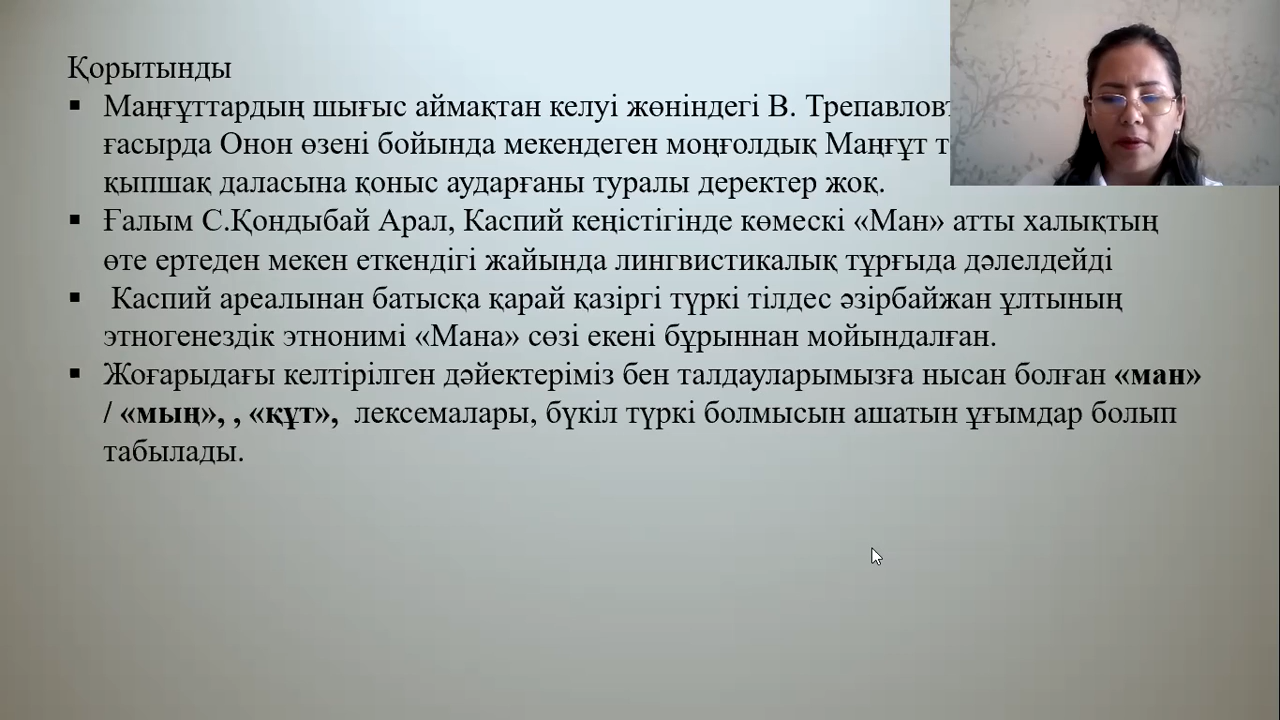 Қорытынды
▪ Маңғұттардың шығыс аймақтан келуі жөніндегі В.
ғасырда Онон өзені бойында мекендеген моңғолдық Маңғұт
қыпшақ даласына қоныс аударғаны туралы деректер жоқ.
▪ Ғалым С.Қондыбай Арал, Каспий кеңістігінде көмескі «Ман» атты халықтың
өте ертеден мекен еткендігі жайында лингвистикалық тұрғыда дәлелдейді
▪ Каспий ареалынан батысқа қарай қазіргі түркі тілдес әзірбайжан ұлтының
этногенездік этнонимі «Мана» сөзі екені бұрыннан мойындалған.
▪ Жоғарыдағы келтірілген дәйектеріміз бен талдауларымызға нысан болған «ман»
/ «мың», , «құт», лексемалары, бүкіл түркі болмысын ашатын ұғымдар болып
табылады.